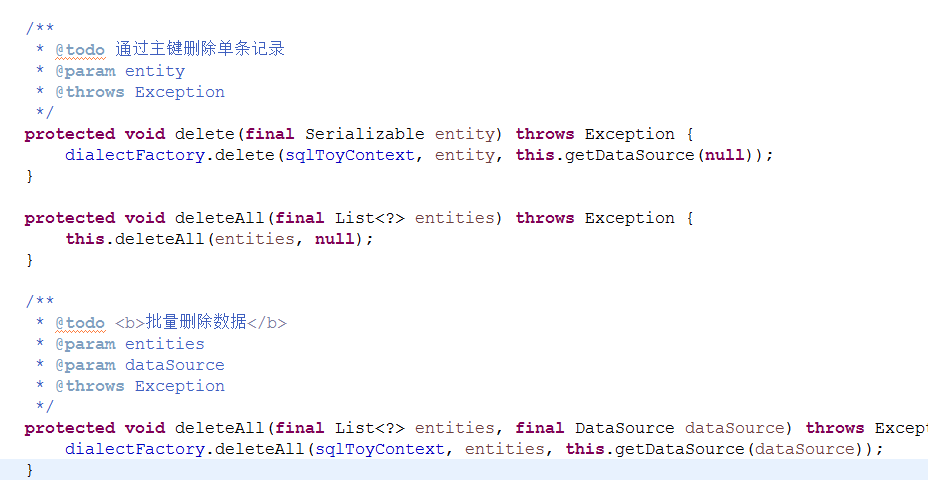 /**
 * @todo 通过主键删除单条记录
 * @param entity
 * @throws Exception
 */
protected void delete(final Serializable entity) throws Exception {
    dialectFactory.delete(sqlToyContext, entity, this.getDataSource(null));
}
protected void deleteAll(final List<?> entities) throws Exception {
    this.deleteAll(entities, null);
}
/**
 * @todo <b>批量删除数据</b>
 * @param entities
 * @param dataSource
 * @throws Exception
 */
protected void deleteAll(final List<?> entities, final DataSource dataSource) throws Excep
    dialectFactory.deleteAll(sqlToyContext, entities, this.getDataSource(dataSource));
}